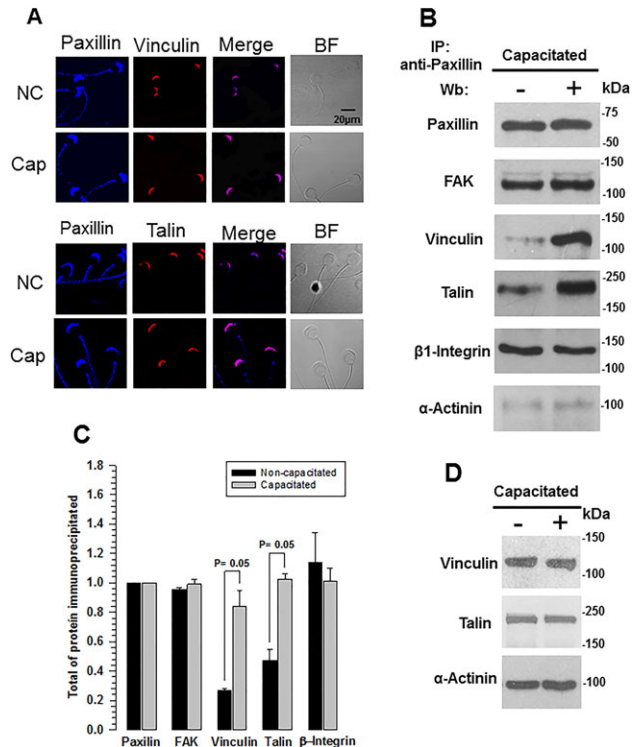 A
Paxillin Vinculin Merge BF
NC
20µm
Cap
Paxillin Talin Merge BF
NC
Cap
B
IP:
anti-Paxillin
Capacitated
Wb: - + kDa
Paxillin
-75
-50
FAK
-150
-100
Vinculin
-150
-100
Talin
-250
-150
β1-Integrin
-150
-100
α-Actinin
-100
C
Total of protein immunoprecipitated
1.8
1.6
1.4
1.2
1.0
0.8
0.6
0.4
0.2
0.0
Non-capacitated
Capacitated
P= 0.05
P= 0.05
Paxilin FAK Vinculin Talin β–Integrin
D
Capacitated
- + kDa
Vinculin
-150
-100
Talin
-250
-150
α-Actinin
-100